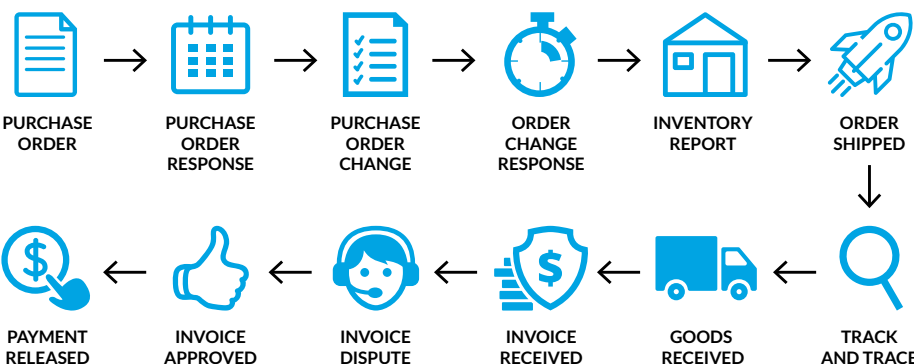 PURCHASE
ORDER
PURCHASE
ORDER
RESPONSE
PURCHASE
ORDER
CHANGE
ORDER
CHANGE
RESPONSE
INVENTORY
REPORT
ORDER
SHIPPED
$
PAYMENT
RELEASED
INVOICE
APPROVED
INVOICE
DISPUTE
$
INVOICE
RECEIVED
GOODS
RECEIVED
TRACK
AND TRACE